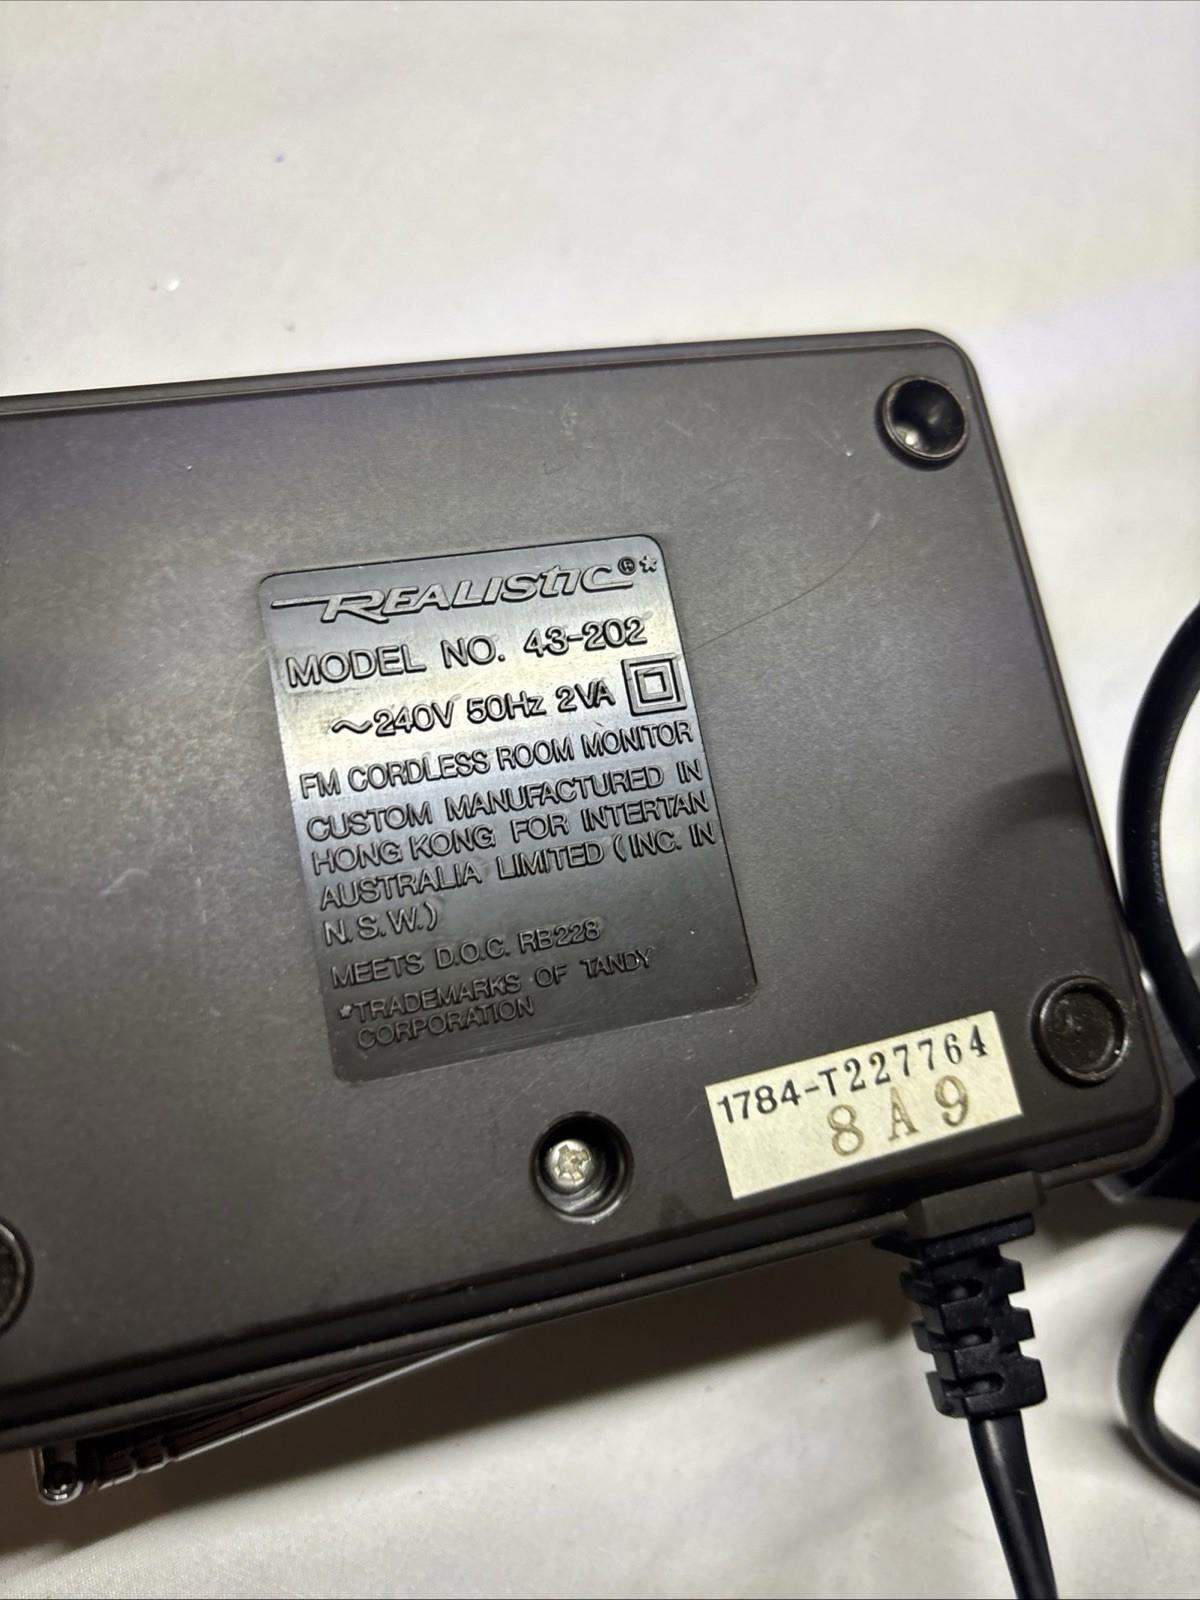 REALISTIC®*
MODEL NO. 43-202
~240V 50Hz 2VA
FM CORDLESS ROOM MONITOR
CUSTOM MANUFACTURED IN
HONG KONG FOR INTERTAN
AUSTRALIA LIMITED (INC. IN
N.S.W.)
MEETS D.O.C. RB228
*TRADEMARKS OF TANDY
CORPORATION
1784-T227764
8A9